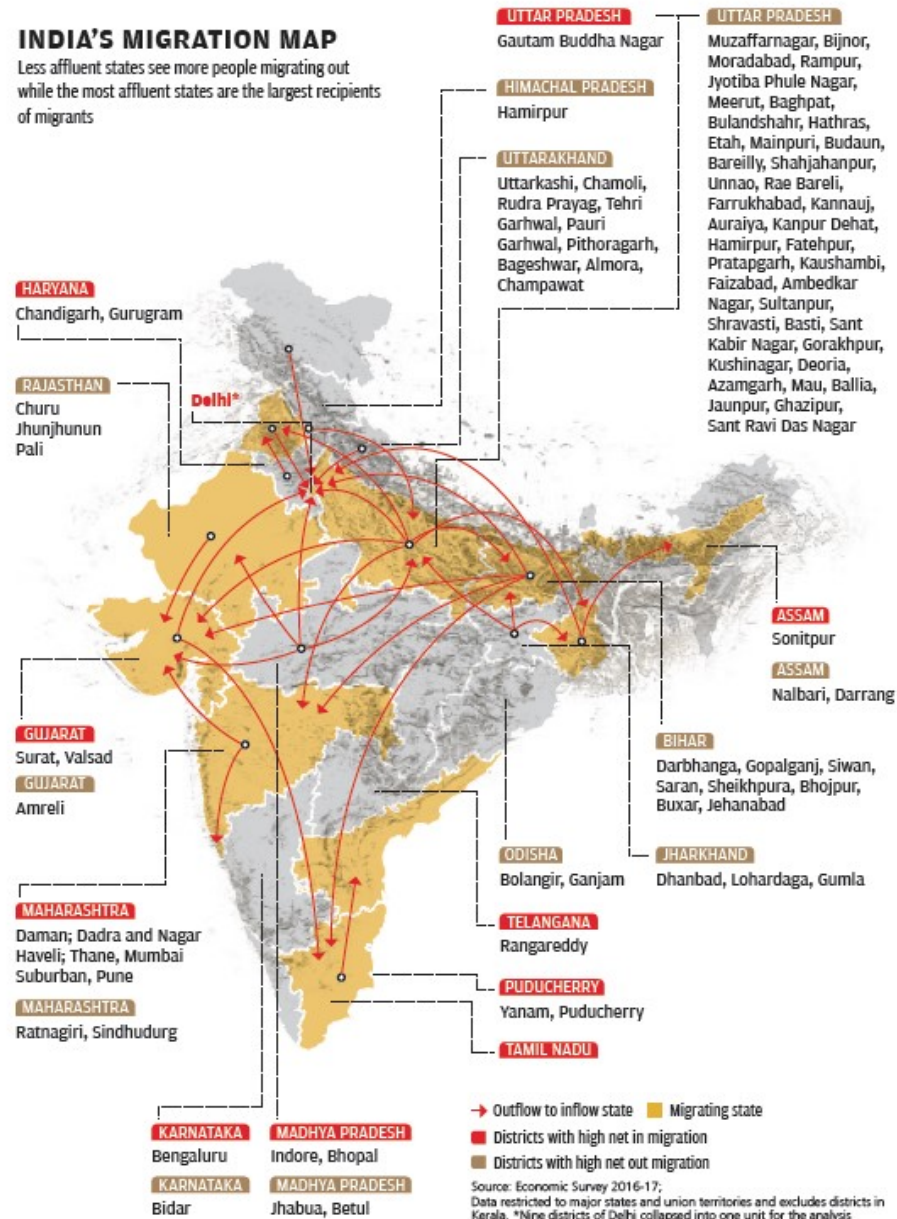 INDIA'S MIGRATION MAP
Less affluent states see more people migrating out
while the most affluent states are the largest recipients
of migrants
UTTAR PRADESH
Gautam Buddha Nagar
HIMACHAL PRADESH
Hamirpur
UTTARAKHAND
Uttarkashi, Chamoli,
Rudra Prayag, Tehri
Garhwal, Pauri
Garhwal, Pithoragarh,
Bageshwar, Almora,
Champawat
UTTAR PRADESH
Muzaffarnagar, Bijnor,
Moradabad, Rampur,
Jyotiba Phule Nagar,
Meerut, Baghpat,
Bulandshahr, Hathras,
Etah, Mainpuri, Budaun,
Bareilly, Shahjahanpur,
Unnao, Rae Bareli,
Farrukhabad, Kannauj,
Auraiya, Kanpur Dehat,
Hamirpur, Fatehpur,
Pratapgarh, Kaushambi,
Faizabad, Ambedkar
Nagar, Sultanpur,
Shravasti, Basti, Sant
Kabir Nagar, Gorakhpur,
Kushinagar, Deoria,
Azamgarh, Mau, Ballia,
Jaunpur, Ghazipur,
Sant Ravi Das Nagar
HARYANA
Chandigarh, Gurugram
RAJASTHAN
Churu
Jhunjhunun
Pali
Delhi*
ASSAM
Sonitpur
ASSAM
Nalbari, Darrang
GUJARAT
Surat, Valsad
GUJARAT
Amreli
BIHAR
Darbhanga, Gopalganj, Siwan,
Saran, Sheikhpura, Bhojpur,
Buxar, Jehanabad
ODISHA
Bolangir, Ganjam
JHARKHAND
Dhanbad, Lohardaga, Gumla
MAHARASHTRA
Daman; Dadra and Nagar
Haveli; Thane, Mumbai
Suburban, Pune
MAHARASHTRA
Ratnagiri, Sindhudurg
TELANGANA
Rangareddy
PUDUCHERRY
Yanam, Puducherry
TAMIL NADU
KARNATAKA
Bengaluru
KARNATAKA
Bidar
MADHYA PRADESH
Indore, Bhopal
MADHYA PRADESH
Jhabua, Betul
Outflow to inflow state Migrating state
Districts with high net in migration
Districts with high net out migration
Source: Economic Survey 2016-17;
Data restricted to major states and union territories and excludes districts in
Kerala. *Nine districts of Delhi collapsed into one unit for the analysis